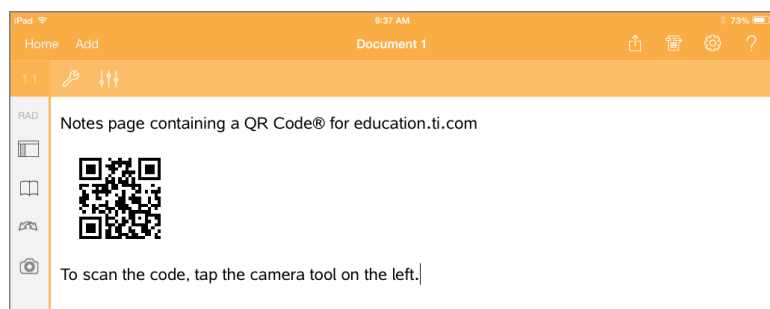 iPad 9:37 AM 73%
Home Add Document 1 ?
1.1
RAD
Notes page containing a QR Code® for education.ti.com
To scan the code, tap the camera tool on the left.